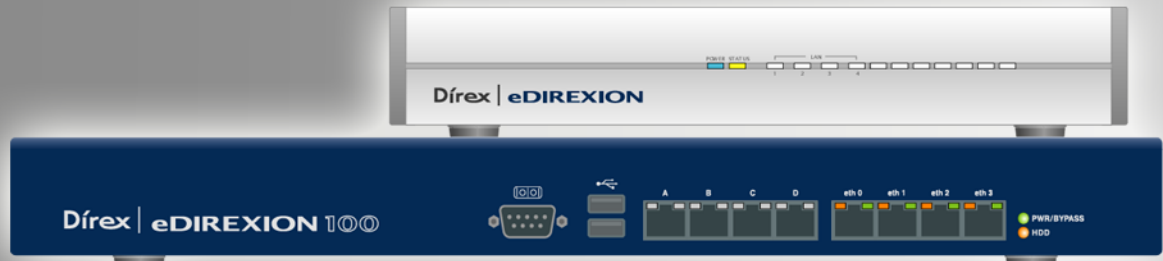 POWER STATUS LAN
1 2 3 4
Dírex | eDIREXION
A B C D eth 0 eth 1 eth 2 eth 3
Dírex | eDIREXION 100
PWR/BYPASS
HDD